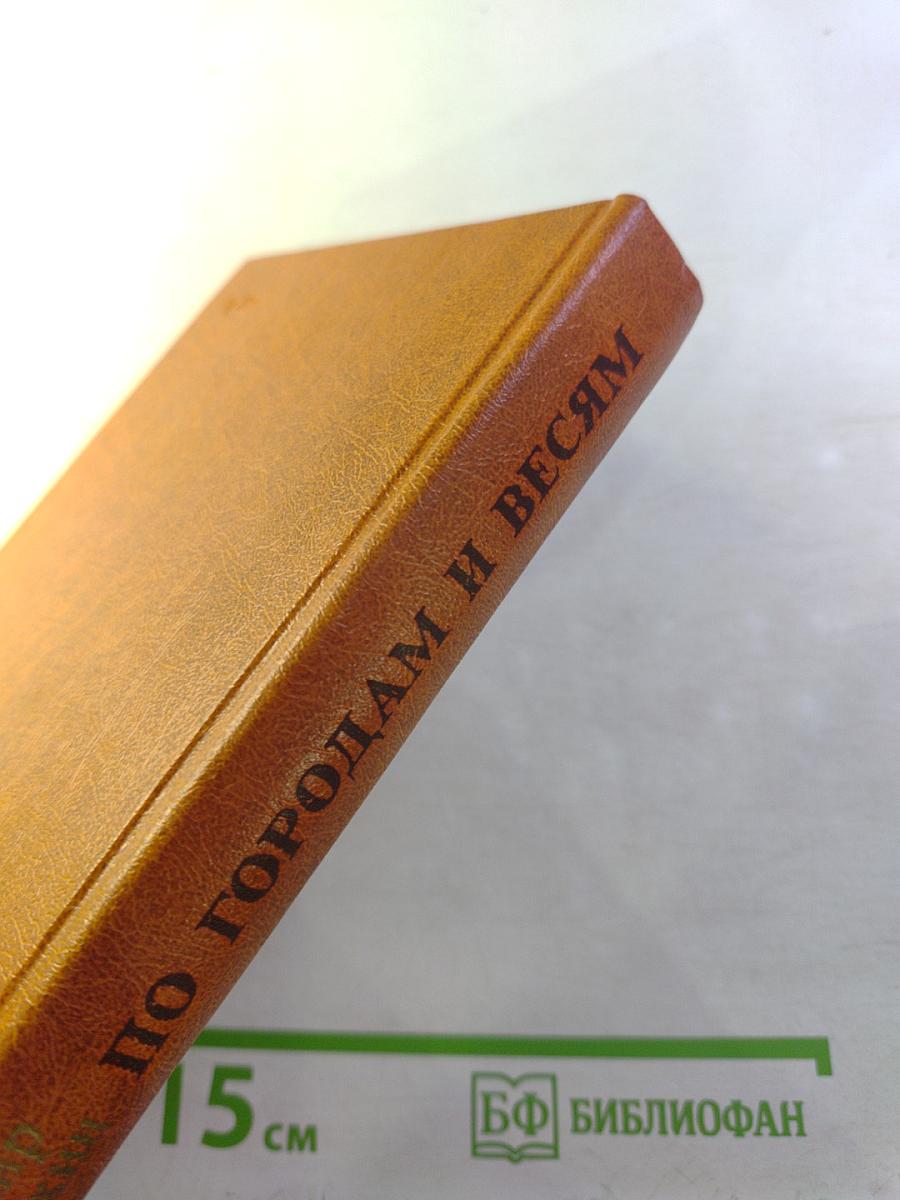 ПО ГОРОДАМ И ВЕСЯМ
15 см
БФ БИБЛИОФАН